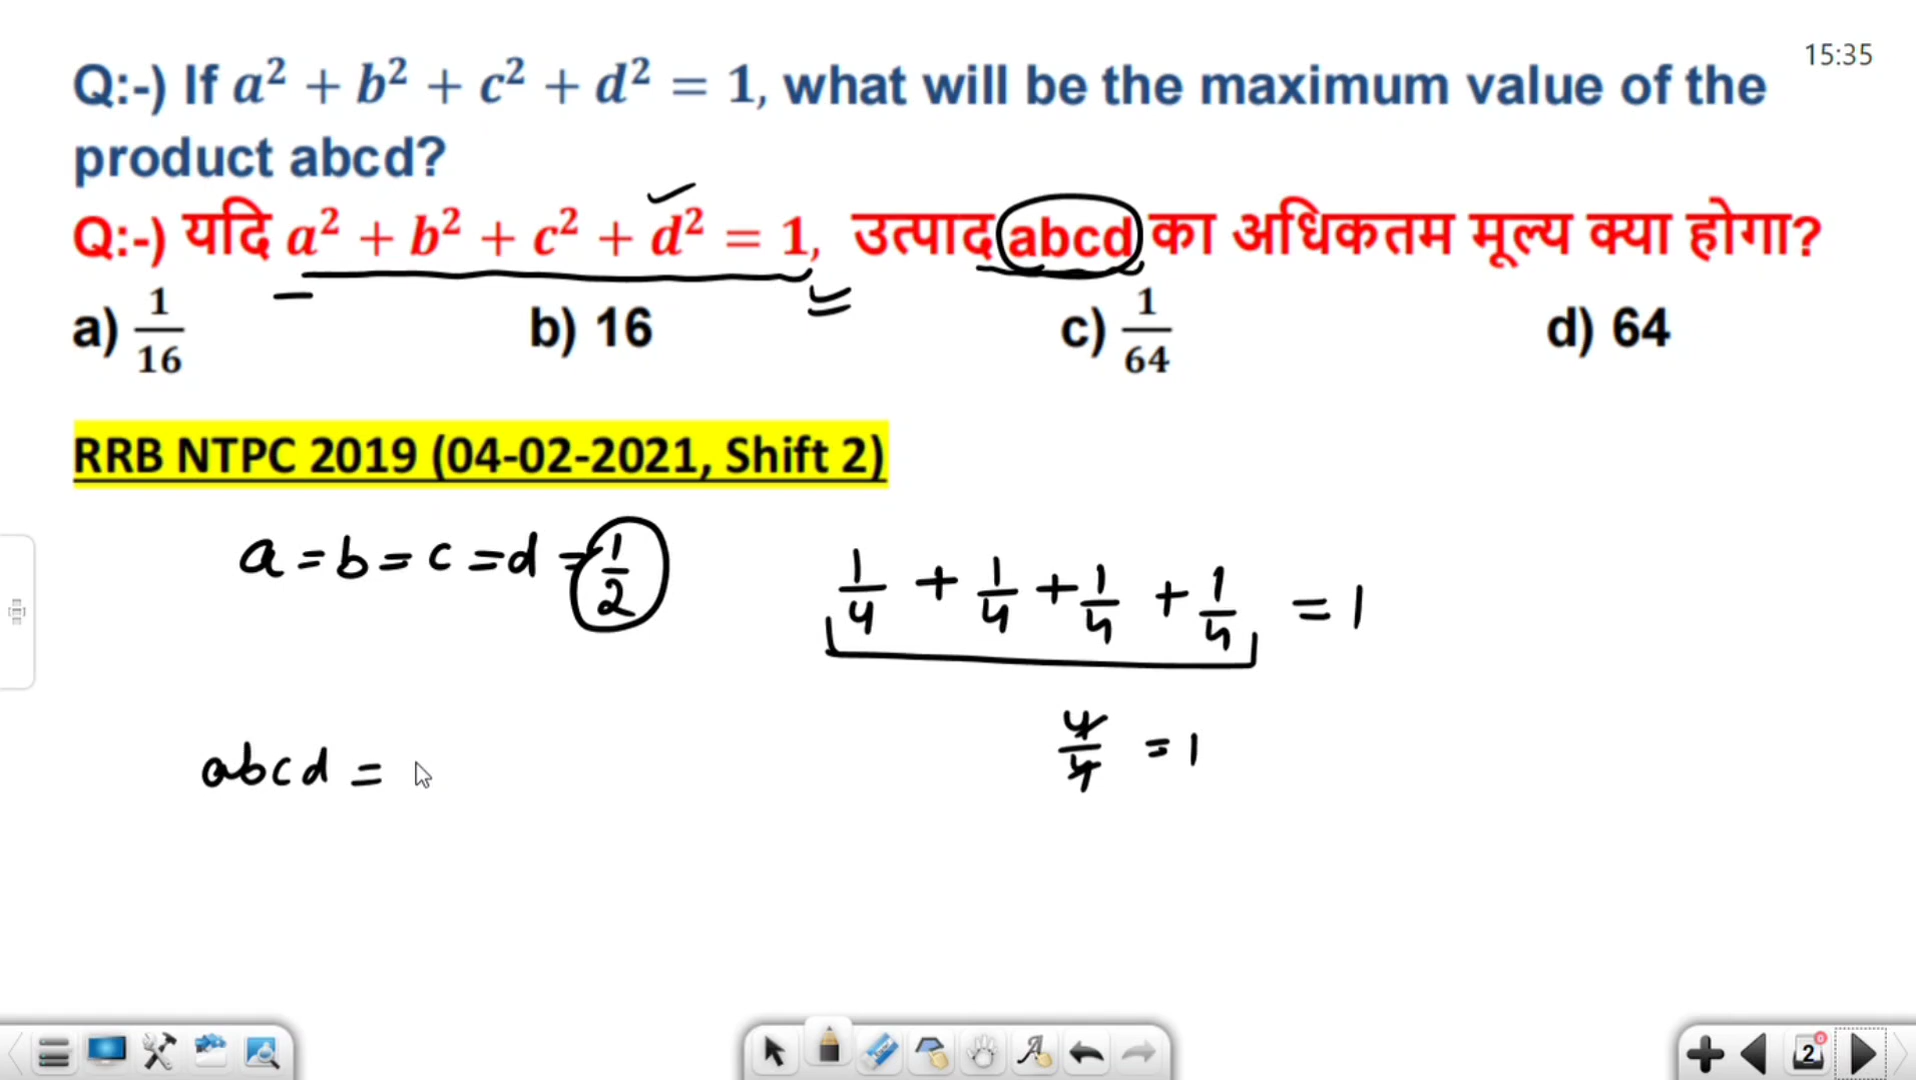 15:35
Q:-) If a² + b² + c² + d² = 1, what will be the maximum value of the
product abcd?
Q:-) यदि a² + b² + c² + d² = 1, उत्पाद abcd का अधिकतम मूल्य क्या होगा?
a) 1/16 b) 16 c) 1/64 d) 64
RRB NTPC 2019 (04-02-2021, Shift 2)
a = b = c = d = 1/2
1/4 + 1/4 + 1/4 + 1/4 = 1
4/4 = 1
abcd =
2